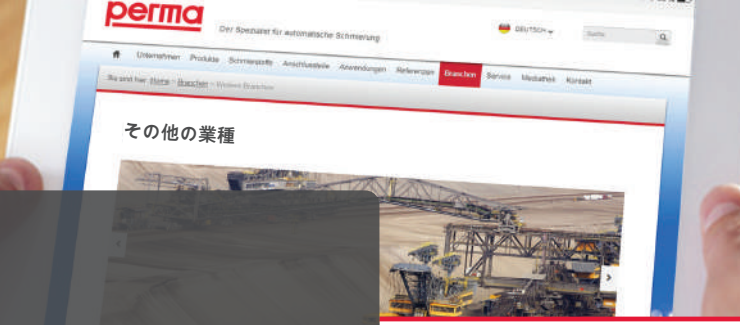 perma
Der Spezialist für automatische Schmierung
DEUTSCH
Suche
Unternehmen Produkte Schmierstoffe Anschlussteile Anwendungen Referenzen Branchen Service Mediathek Kontakt
Sie sind hier: Home > Branchen > Weitere Branchen
その他の業種